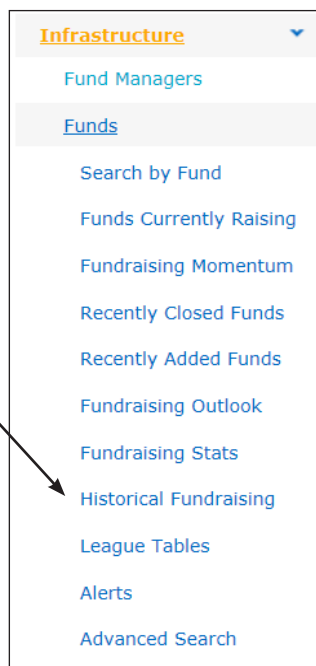 Infrastructure
Fund Managers
Funds
Search by Fund
Funds Currently Raising
Fundraising Momentum
Recently Closed Funds
Recently Added Funds
Fundraising Outlook
Fundraising Stats
Historical Fundraising
League Tables
Alerts
Advanced Search